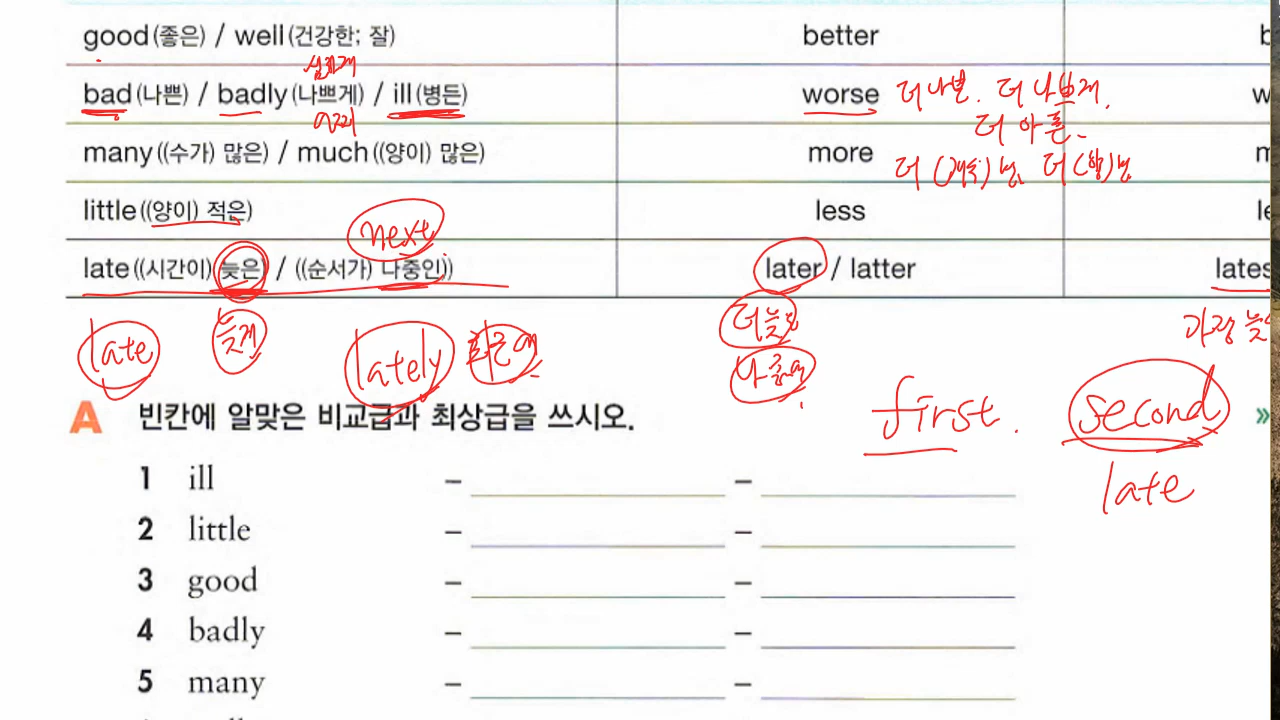 good (좋은) / well (건강한; 잘) better b
심하게
bad (나쁜) / badly (나쁘게) / ill (병든) worse 더 나쁜. 더 나쁘게. w
더 아픈.
many ((수가) 많은) / much ((양이) 많은) more m
더 (개수) 더 (양)
little ((양이) 적은) less le
next
late ((시간이) 늦은) / ((순서가) 나중인)) later / latter lates
late 늦게 lately 최근에 더 늦은 가장
나중에
A 빈칸에 알맞은 비교급과 최상급을 쓰시오. first. second »
1 ill – –
late
2 little – –
3 good – –
4 badly – –
5 many – –